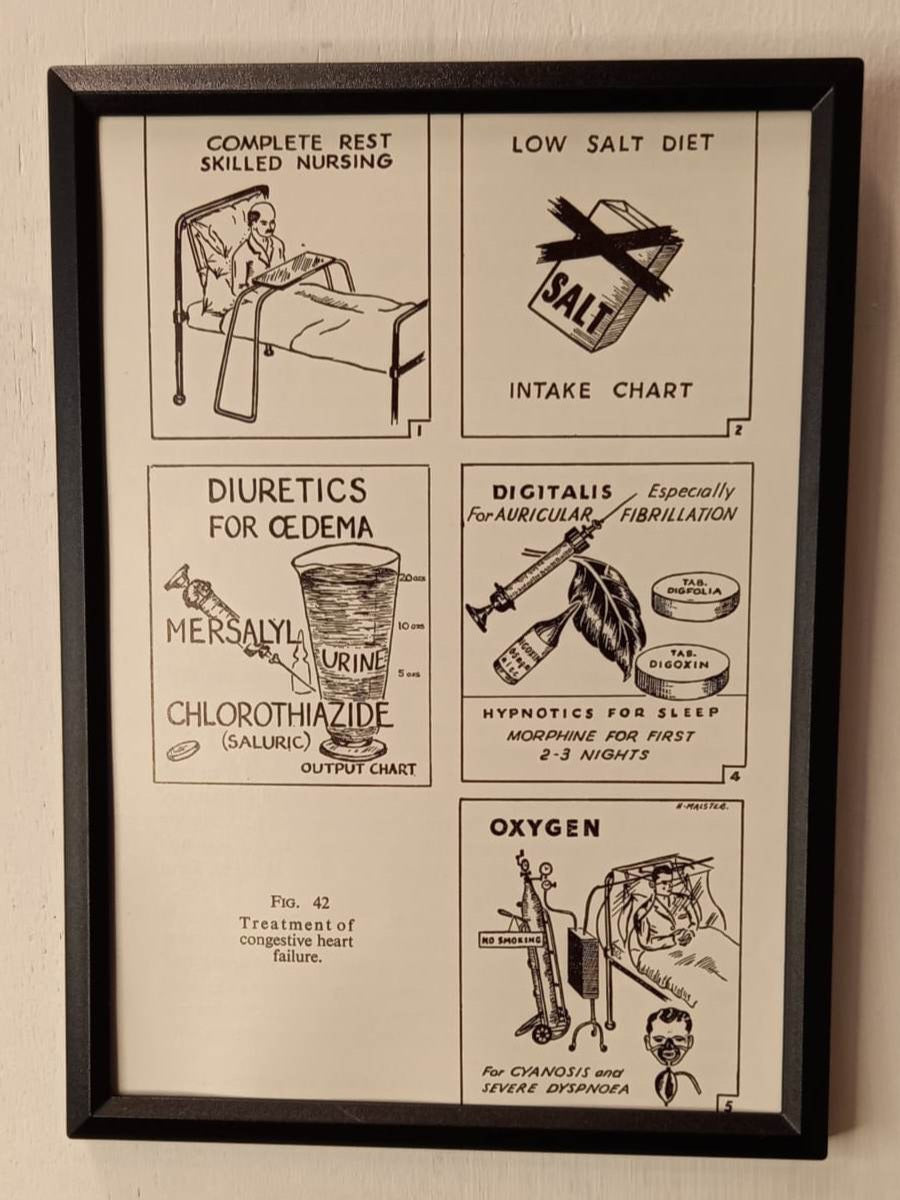 COMPLETE REST
SKILLED NURSING
1
LOW SALT DIET
SALT
INTAKE CHART
2
DIURETICS
FOR ŒDEMA
20 ozs
MERSALYL
10 ozs
URINE
5 ozs
CHLOROTHIAZIDE
(SALURIC)
OUTPUT CHART
DIGITALIS Especially
For AURICULAR FIBRILLATION
TAB.
DIGFOLIA
DIGOXIN
TAB.
DIGOXIN
HYPNOTICS FOR SLEEP
MORPHINE FOR FIRST
2-3 NIGHTS
4
FIG. 42
Treatment of
congestive heart
failure.
H·MAISTER.
OXYGEN
NO SMOKING
For CYANOSIS and
SEVERE DYSPNOEA
5